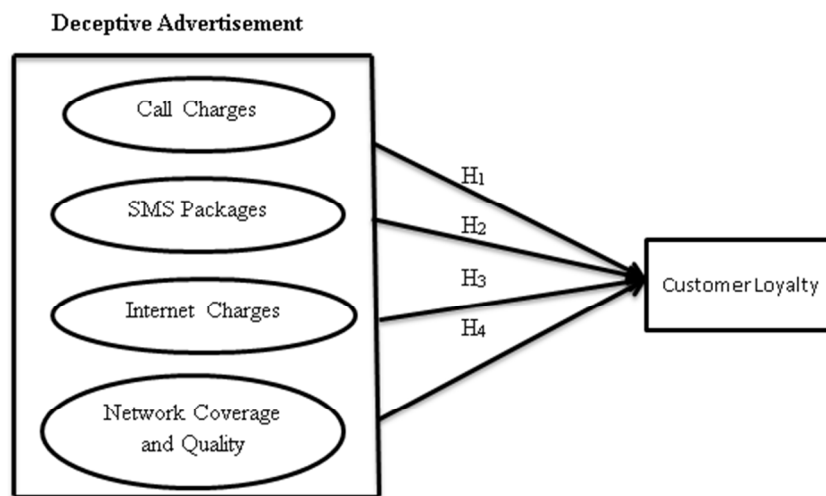 Deceptive Advertisement
Call Charges
SMS Packages
Internet Charges
Network Coverage
and Quality
H1
H2
H3
H4
Customer Loyalty